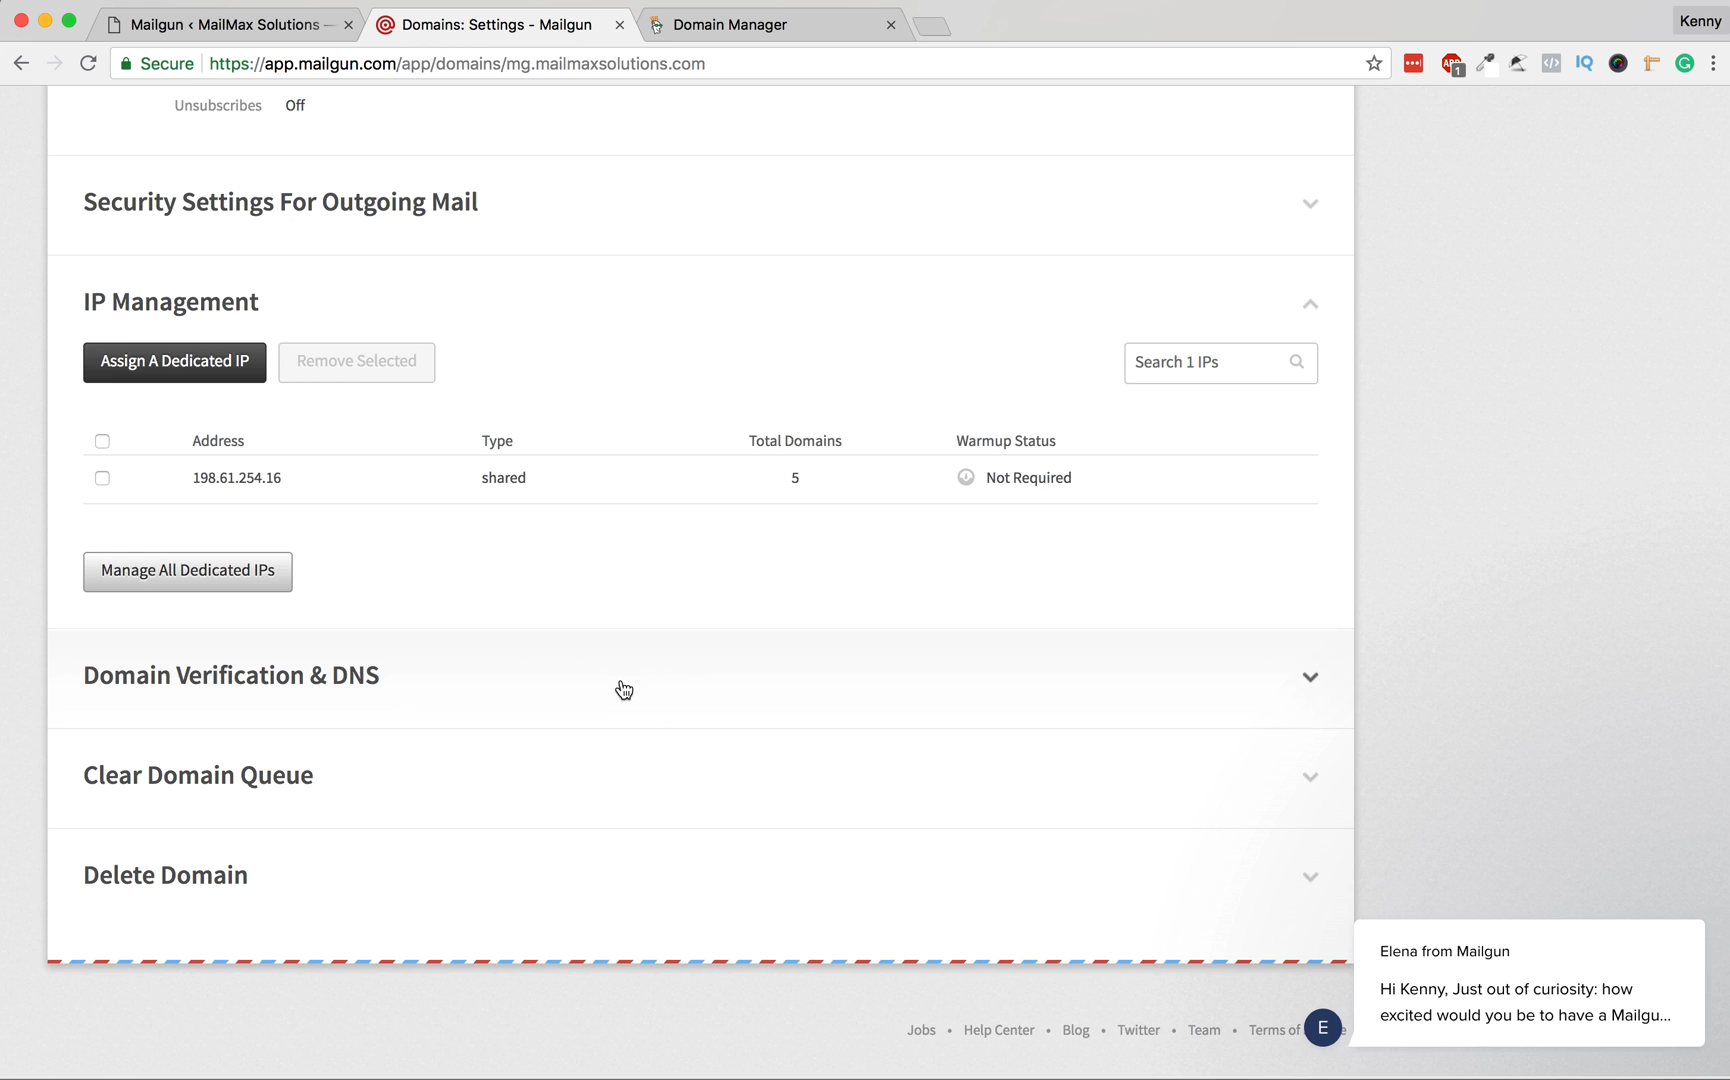 Mailgun ‹ MailMax Solutions —
Domains: Settings - Mailgun
Domain Manager
Kenny
Secure
https://app.mailgun.com/app/domains/mg.mailmaxsolutions.com
ABP
1
IQ
Unsubscribes Off
Security Settings For Outgoing Mail
IP Management
Assign A Dedicated IP
Remove Selected
Search 1 IPs
Address Type Total Domains Warmup Status
198.61.254.16 shared 5 Not Required
Manage All Dedicated IPs
Domain Verification & DNS
Clear Domain Queue
Delete Domain
Elena from Mailgun
Hi Kenny, Just out of curiosity: how
excited would you be to have a Mailgu...
Jobs • Help Center • Blog • Twitter • Team • Terms of
E